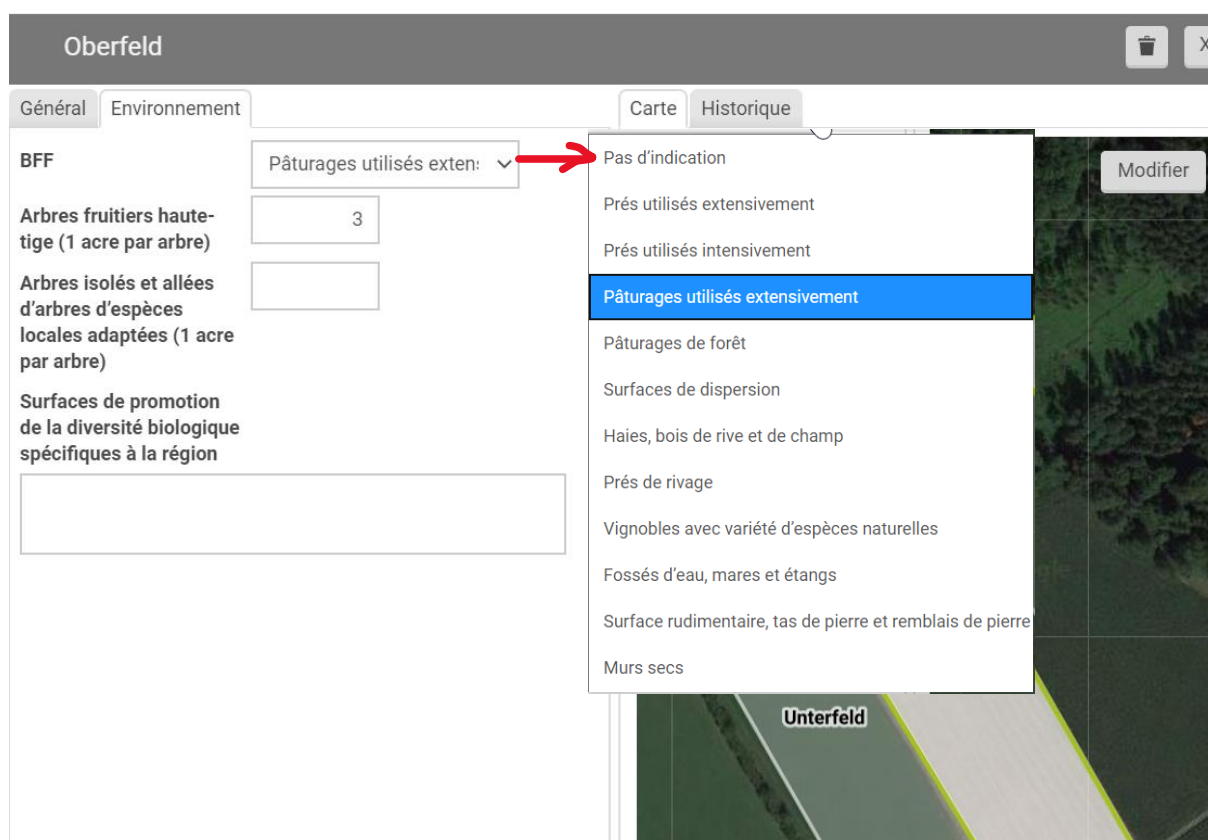 Oberfeld
X
Général
Environnement
Carte
Historique
BFF
Pâturages utilisés exten:
Arbres fruitiers haute-
tige (1 acre par arbre)
3
Arbres isolés et allées
d’arbres d’espèces
locales adaptées (1 acre
par arbre)
Surfaces de promotion
de la diversité biologique
spécifiques à la région
Pas d’indication
Prés utilisés extensivement
Prés utilisés intensivement
Pâturages utilisés extensivement
Pâturages de forêt
Surfaces de dispersion
Haies, bois de rive et de champ
Prés de rivage
Vignobles avec variété d’espèces naturelles
Fossés d’eau, mares et étangs
Surface rudimentaire, tas de pierre et remblais de pierre
Murs secs
Modifier
Unterfeld